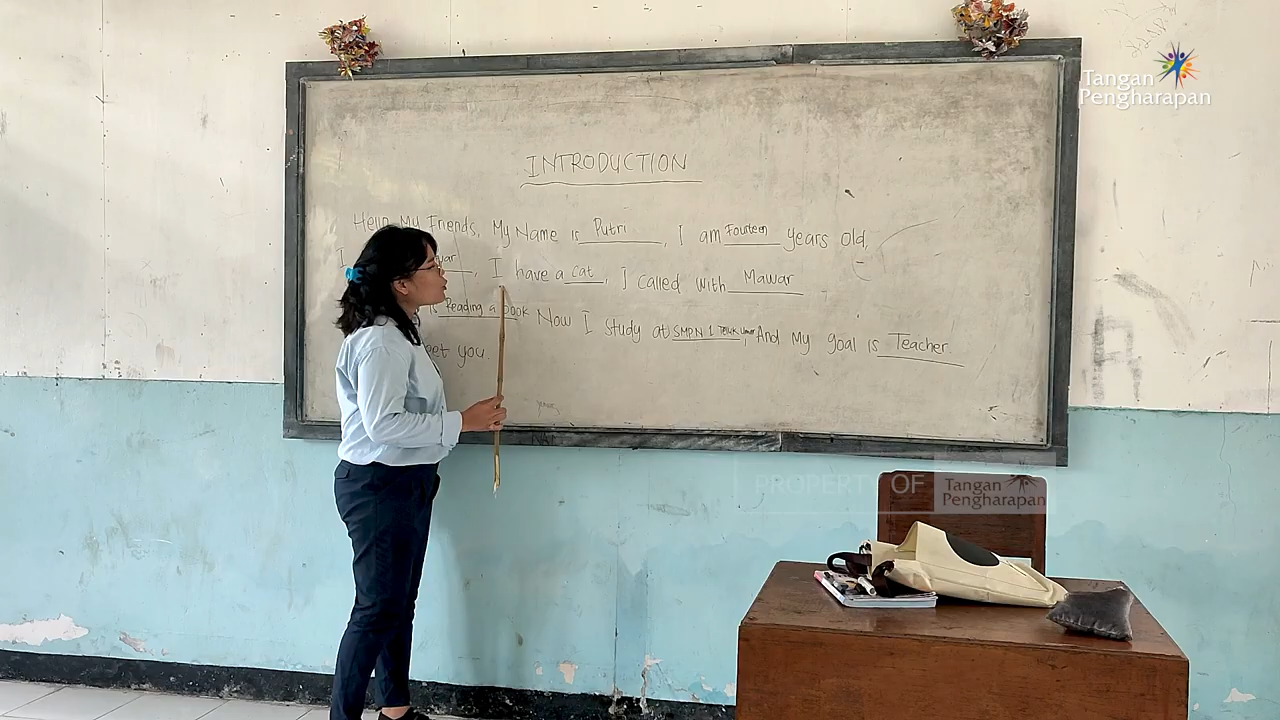 Tangan
Pengharapan
INTRODUCTION
Hello My Friends, My Name is Putri, I am Fourteen years old,
I, I have a cat, I called with Mawar
is Reading a book Now I study at SMPN 1, And My goal is Teacher
you.
PROPERTY OF Tangan
Pengharapan